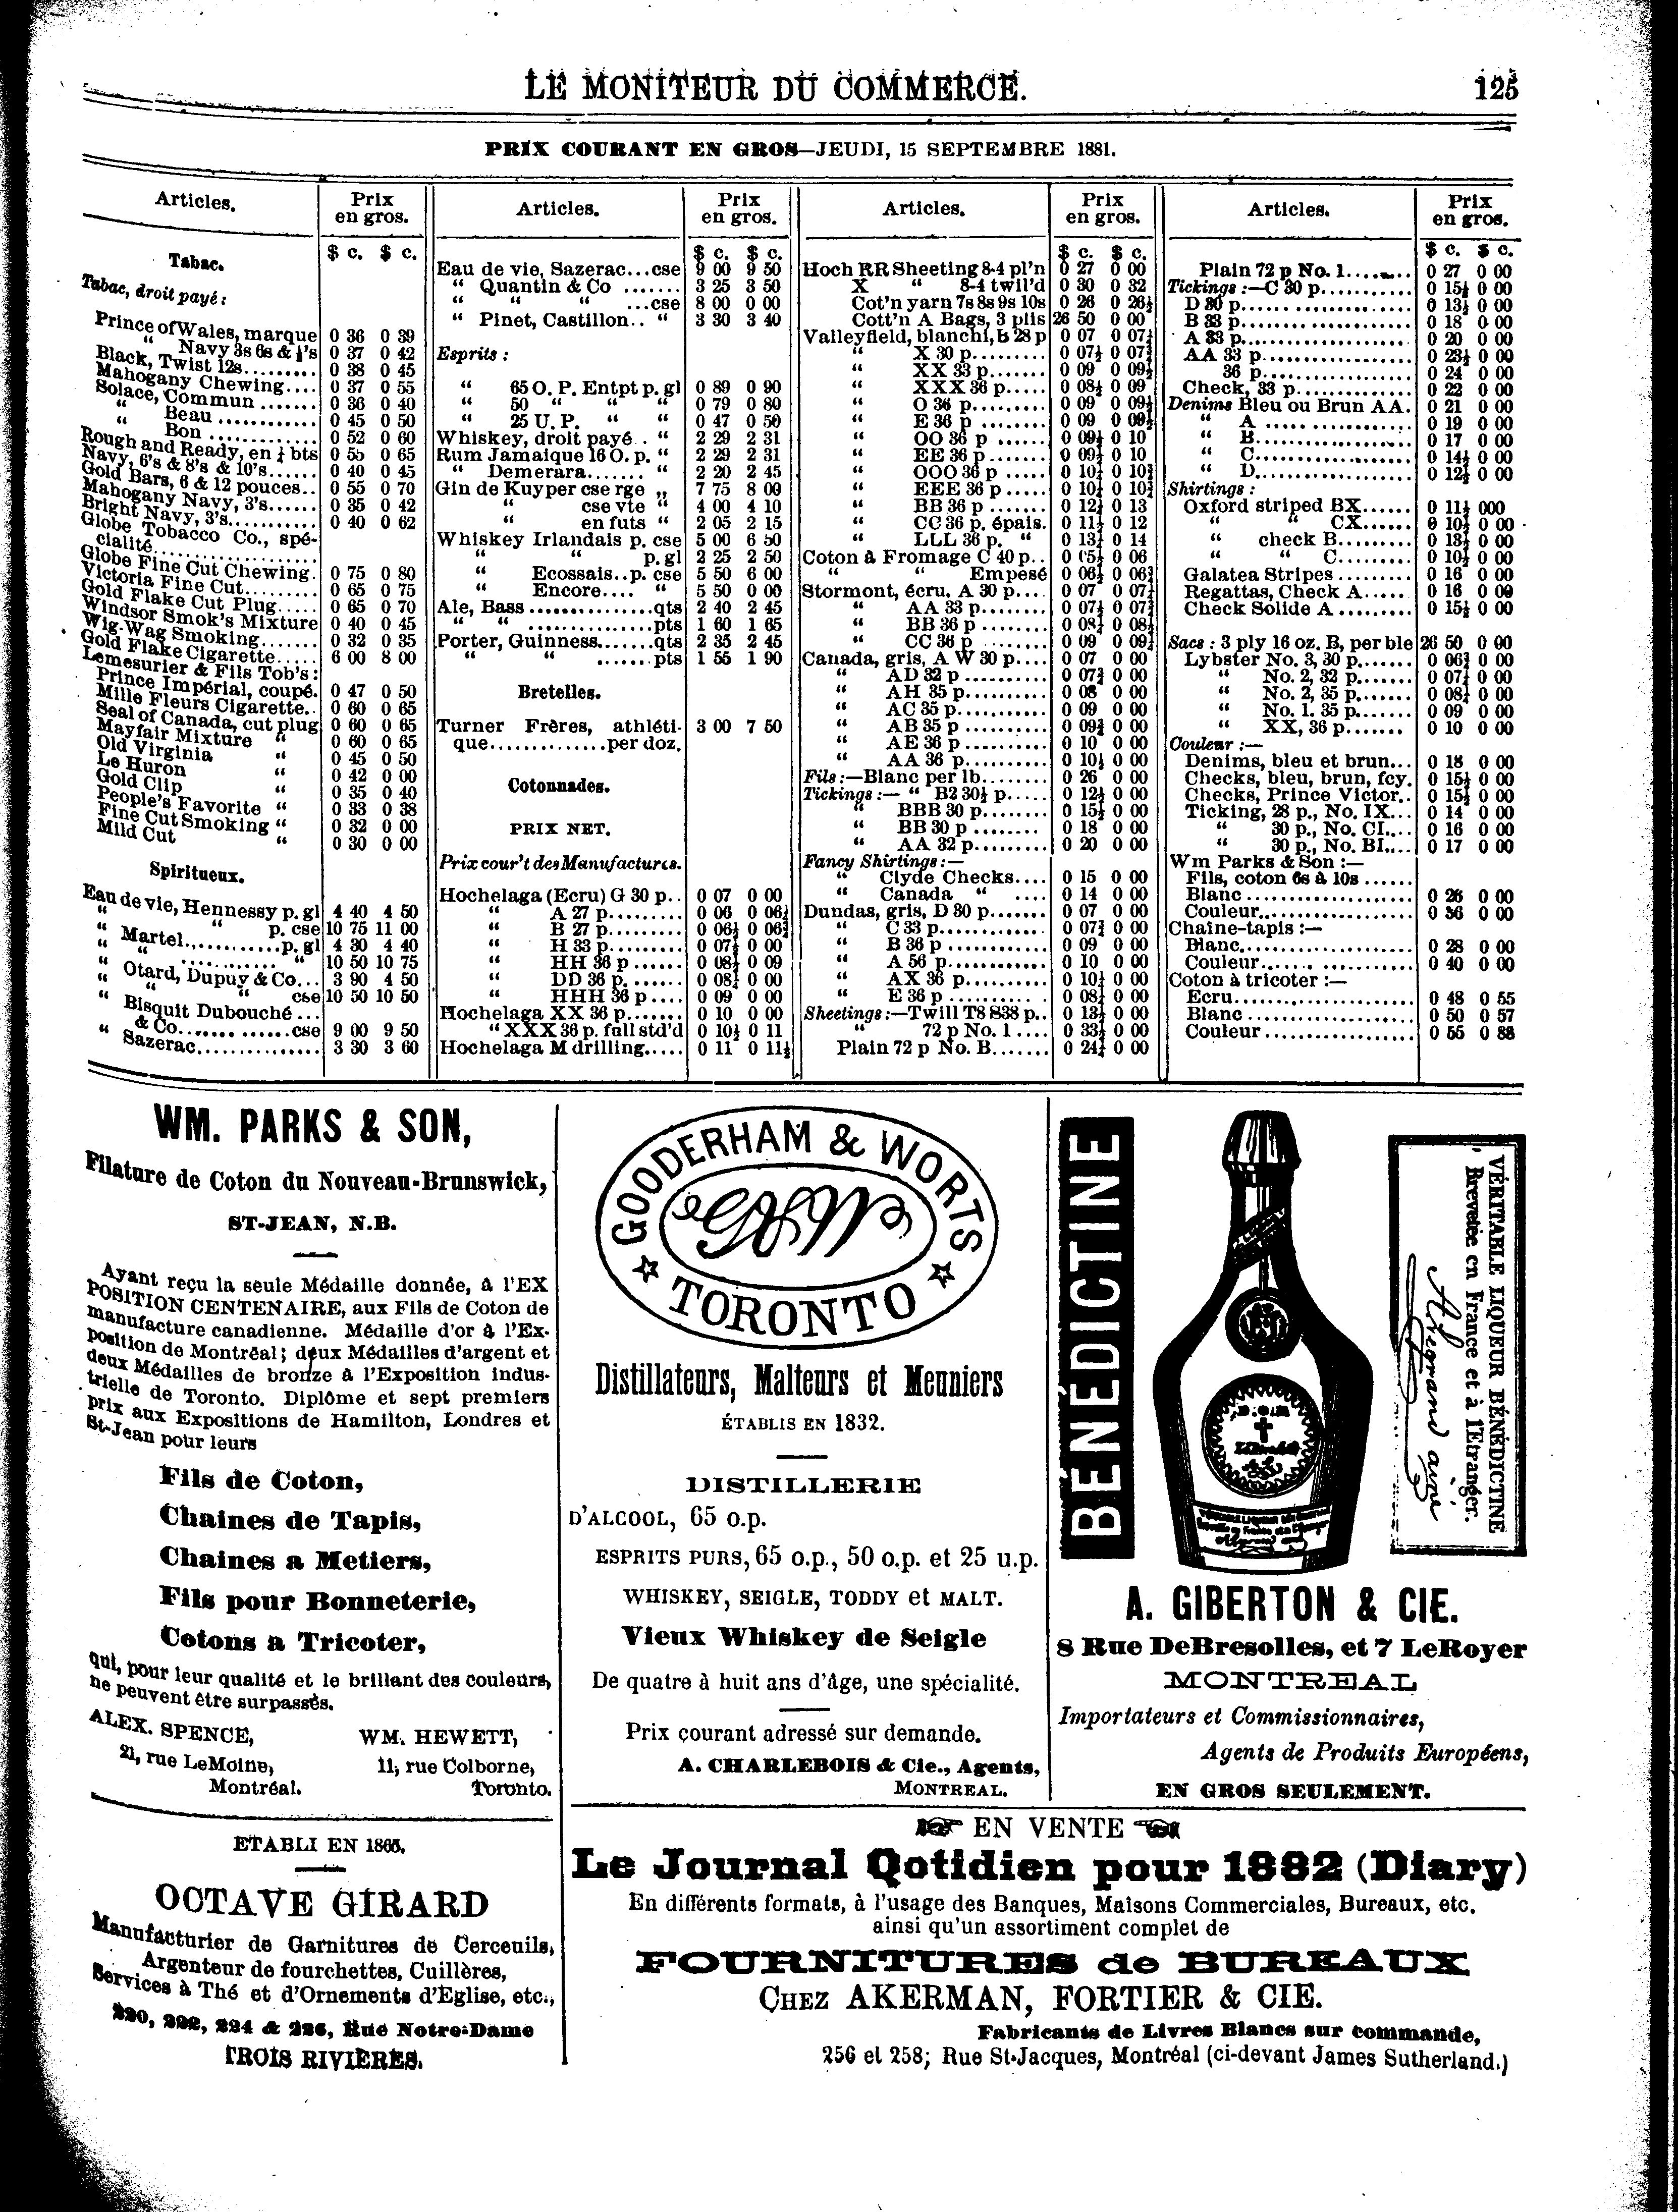 LE MONITEUR DU COMMERCE.
125
PRIX COURANT EN GROS—JEUDI, 15 SEPTEMBRE 1881.
Articles.
Prix
en gros.
$ c. $ c.
Tabac.
Tabac, droit payé :
Prince of Wales, marque 0 36 0 39
“ Navy 3s 6s & ½'s 0 37 0 42
Black, Twist 12s......... 0 38 0 45
Mahogany Chewing.... 0 37 0 55
Solace, Commun ....... 0 36 0 40
“ Beau ............ 0 45 0 50
“ Bon ............ 0 52 0 60
Rough and Ready, en ¼ bts 0 55 0 65
Navy, 6's & 8's & 10's...... 0 40 0 45
Gold Bars, 6 & 12 pouces.. 0 55 0 70
Mahogany Navy, 3's...... 0 35 0 42
Bright Navy, 3's........... 0 40 0 62
Globe Tobacco Co., spé-
cialité....................
Globe Fine Cut Chewing. 0 75 0 80
Victoria Fine Cut......... 0 65 0 75
Gold Flake Cut Plug..... 0 65 0 70
Windsor Smok's Mixture 0 40 0 45
Wig-Wag Smoking....... 0 32 0 35
Gold Flake Cigarette..... 6 00 8 00
Lemesurier & Fils Tob's :
Prince Impérial, coupé. 0 47 0 50
Mille Fleurs Cigarette.. 0 60 0 65
Seal of Canada, cut plug 0 60 0 65
Mayfair Mixture “ 0 60 0 65
Old Virginia “ 0 45 0 50
Le Huron “ 0 42 0 00
Gold Clip “ 0 35 0 40
People's Favorite “ 0 33 0 38
Fine Cut Smoking “ 0 32 0 00
Mild Cut “ 0 30 0 00
Spiritueux.
Eau de vie, Hennessy p. gl 4 40 4 50
“ “ p. cse 10 75 11 00
“ Martel............p. gl 4 30 4 40
“ “ ............ “ 10 50 10 75
“ Otard, Dupuy & Co... 3 90 4 50
“ “ “ cse 10 50 10 50
“ Bisquit Dubouché ...
& Co.............cse 9 00 9 50
“ Sazerac............... 3 30 3 60
Articles.
Prix
en gros.
$ c. $ c.
Eau de vie, Sazerac...cse 9 00 9 50
“ Quantin & Co ....... 3 25 3 50
“ “ “ ...cse 8 00 0 00
“ Pinet, Castillon.. “ 3 30 3 40
Esprits :
“ 65 O. P. Entpt p. gl 0 89 0 90
“ 50 “ “ “ 0 79 0 80
“ 25 U. P. “ “ 0 47 0 50
Whiskey, droit payé.. “ 2 29 2 31
Rum Jamaique 16 O. p. “ 2 29 2 31
“ Demerara....... “ 2 20 2 45
Gin de Kuyper cse rge „ 7 75 8 00
“ cse vte “ 4 00 4 10
“ en futs “ 2 05 2 15
Whiskey Irlandais p. cse 5 00 6 50
“ “ p. gl 2 25 2 50
“ Ecossais..p. cse 5 50 6 00
“ Encore.... “ 5 50 0 00
Ale, Bass ...............qts 2 40 2 45
“ “ ...............pts 1 60 1 65
Porter, Guinness.......qts 2 35 2 45
“ “ .......pts 1 55 1 90
Bretelles.
Turner Frères, athléti- 3 00 7 50
que.............per doz.
Cotonnades.
PRIX NET.
Prix cour't des Manufactures.
Hochelaga (Ecru) G 30 p.. 0 07 0 00
“ A 27 p......... 0 06 0 06½
“ B 27 p......... 0 06½ 0 06¾
“ H 33 p......... 0 07½ 0 00
“ HH 36 p ...... 0 08½ 0 09
“ DD 36 p. ...... 0 08½ 0 00
“ HHH 36 p .... 0 09 0 00
Hochelaga XX 36 p....... 0 10 0 00
“ XXX 36 p. full std'd 0 10½ 0 11
Hochelaga M drilling..... 0 11 0 11½
Articles.
Prix
en gros.
$ c. $ c.
Hoch RR Sheeting 8-4 pl'n 0 27 0 00
X “ 8-4 twil'd 0 30 0 32
Cot'n yarn 7s 8s 9s 10s 0 26 0 26½
Cott'n A Bags, 3 plis 26 50 0 00
Valleyfield, blanchi, B 28 p 0 07 0 07½
“ X 30 p......... 0 07½ 0 07¾
“ XX 33 p........ 0 09 0 09½
“ XXX 36 p..... 0 08½ 0 09
“ O 36 p......... 0 09 0 09½
“ E 36 p ......... 0 09 0 09½
“ OO 36 p ...... 0 09½ 0 10
“ EE 36 p....... 0 09½ 0 10
“ OOO 36 p ..... 0 10½ 0 10¾
“ EEE 36 p ..... 0 10½ 0 10¾
“ BB 36 p ...... 0 12½ 0 13
“ CC 36 p. épais. 0 11½ 0 12
“ LLL 36 p. “ 0 13½ 0 14
Coton à Fromage C 40 p.. 0 05½ 0 06
“ “ Empesé 0 06½ 0 06¾
Stormont, écru. A 30 p.... 0 07 0 07½
“ AA 33 p........ 0 07½ 0 07¾
“ BB 36 p ........ 0 08½ 0 08¾
“ CC 36 p ........ 0 09 0 09½
Canada, gris, A W 30 p.... 0 07 0 00
“ AD 32 p ........ 0 07¾ 0 00
“ AH 35 p.......... 0 08 0 00
“ AC 35 p........... 0 09 0 00
“ AB 35 p .......... 0 09¾ 0 00
“ AE 36 p ........... 0 10 0 00
“ AA 36 p.......... 0 10½ 0 00
Fils :—Blanc per lb........ 0 26 0 00
Tickings :— “ B2 30½ p..... 0 12½ 0 00
“ BBB 30 p....... 0 15½ 0 00
“ BB 30 p ........ 0 18 0 00
“ AA 32 p........ 0 20 0 00
Fancy Shirtings :—
“ Clyde Checks.... 0 15 0 00
“ Canada “ .... 0 14 0 00
Dundas, gris, D 30 p....... 0 07 0 00
“ C 33 p........... 0 07¾ 0 00
“ B 36 p ............ 0 09 0 00
“ A 56 p............ 0 10 0 00
“ AX 36 p.......... 0 10½ 0 00
“ E 36 p ........... 0 08½ 0 00
Sheetings :—Twill T8 S38 p.. 0 13½ 0 00
“ 72 p No. 1 .... 0 33½ 0 00
Plain 72 p No. B....... 0 24½ 0 00
Articles.
Prix
en gros.
$ c. $ c.
Plain 72 p No. 1......... 0 27 0 00
Tickings :—C 30 p........... 0 15½ 0 00
D 30 p..................... 0 13½ 0 00
B 33 p..................... 0 18 0 00
A 33 p..................... 0 20 0 00
AA 33 p.................. 0 23½ 0 00
36 p.................. 0 24 0 00
Check, 33 p.............. 0 22 0 00
Denims Bleu ou Brun AA. 0 21 0 00
“ A .................. 0 19 0 00
“ B................... 0 17 0 00
“ C................... 0 14½ 0 00
“ D................... 0 12½ 0 00
Shirtings :
Oxford striped BX...... 0 11½ 000
“ “ CX...... 0 10½ 0 00
“ check B......... 0 13½ 0 00
“ “ C......... 0 10½ 0 00
Galatea Stripes ......... 0 16 0 00
Regattas, Check A..... 0 16 0 00
Check Solide A ......... 0 15½ 0 00
Sacs : 3 ply 16 oz. B, per ble 26 50 0 00
Lybster No. 3, 30 p....... 0 06¾ 0 00
“ No. 2, 32 p....... 0 07½ 0 00
“ No. 2, 35 p....... 0 08½ 0 00
“ No. 1. 35 p....... 0 09 0 00
“ XX, 36 p....... 0 10 0 00
Couleur :—
Denims, bleu et brun... 0 18 0 00
Checks, bleu, brun, fcy. 0 15½ 0 00
Checks, Prince Victor.. 0 15½ 0 00
Ticking, 28 p., No. IX... 0 14 0 00
“ 30 p., No. CI.... 0 16 0 00
“ 30 p., No. BI.... 0 17 0 00
Wm Parks & Son :—
Fils, coton 6s à 10s ......
Blanc...................... 0 26 0 00
Couleur.................... 0 36 0 00
Chaîne-tapis :—
Blanc...................... 0 28 0 00
Couleur.................... 0 40 0 00
Coton à tricoter :—
Ecru....................... 0 48 0 55
Blanc ..................... 0 50 0 57
Couleur ................... 0 55 0 88
WM. PARKS & SON,
Filature de Coton du Nouveau-Brunswick,
ST-JEAN, N.B.
Ayant reçu la seule Médaille donnée, à l'EX
POSITION CENTENAIRE, aux Fils de Coton de
manufacture canadienne. Médaille d'or à l'Ex-
position de Montréal ; deux Médailles d'argent et
deux Médailles de bronze à l'Exposition indus-
trielle de Toronto. Diplôme et sept premiers
prix aux Expositions de Hamilton, Londres et
St-Jean pour leurs
Fils de Coton,
Chaines de Tapis,
Chaines a Metiers,
Fils pour Bonneterie,
Cotons a Tricoter,
qui, pour leur qualité et le brillant des couleurs,
ne peuvent être surpassés.
ALEX. SPENCE, WM. HEWETT,
21, rue LeMoine, 11, rue Colborne,
Montréal. Toronto.
ETABLI EN 1865.
OCTAVE GIRARD
Manufacturier de Garnitures de Cerceuils,
Argenteur de fourchettes, Cuillères,
Services à Thé et d'Ornements d'Eglise, etc.,
220, 222, 224 & 226, Rue Notre-Dame
TROIS RIVIÈRES.
GOODERHAM & WORTS
G&W
TORONTO
Distillateurs, Malteurs et Meuniers
ÉTABLIS EN 1832.
DISTILLERIE
D'ALCOOL, 65 o.p.
ESPRITS PURS, 65 o.p., 50 o.p. et 25 u.p.
WHISKEY, SEIGLE, TODDY et MALT.
Vieux Whiskey de Seigle
De quatre à huit ans d'âge, une spécialité.
Prix courant adressé sur demande.
A. CHARLEBOIS & Cie., Agents,
MONTREAL.
BÉNÉDICTINE
VÉRITABLE LIQUEUR BÉNÉDICTINE
Brevetée en France et à l'Etranger.
A. GIBERTON & CIE.
8 Rue DeBresolles, et 7 LeRoyer
MONTREAL
Importateurs et Commissionnaires,
Agents de Produits Européens,
EN GROS SEULEMENT.
EN VENTE
Le Journal Qotidien pour 1882 (Diary)
En différents formats, à l'usage des Banques, Maisons Commerciales, Bureaux, etc.
ainsi qu'un assortiment complet de
FOURNITURES de BUREAUX
CHEZ AKERMAN, FORTIER & CIE.
Fabricants de Livres Blancs sur commande,
256 et 258; Rue St-Jacques, Montréal (ci-devant James Sutherland.)